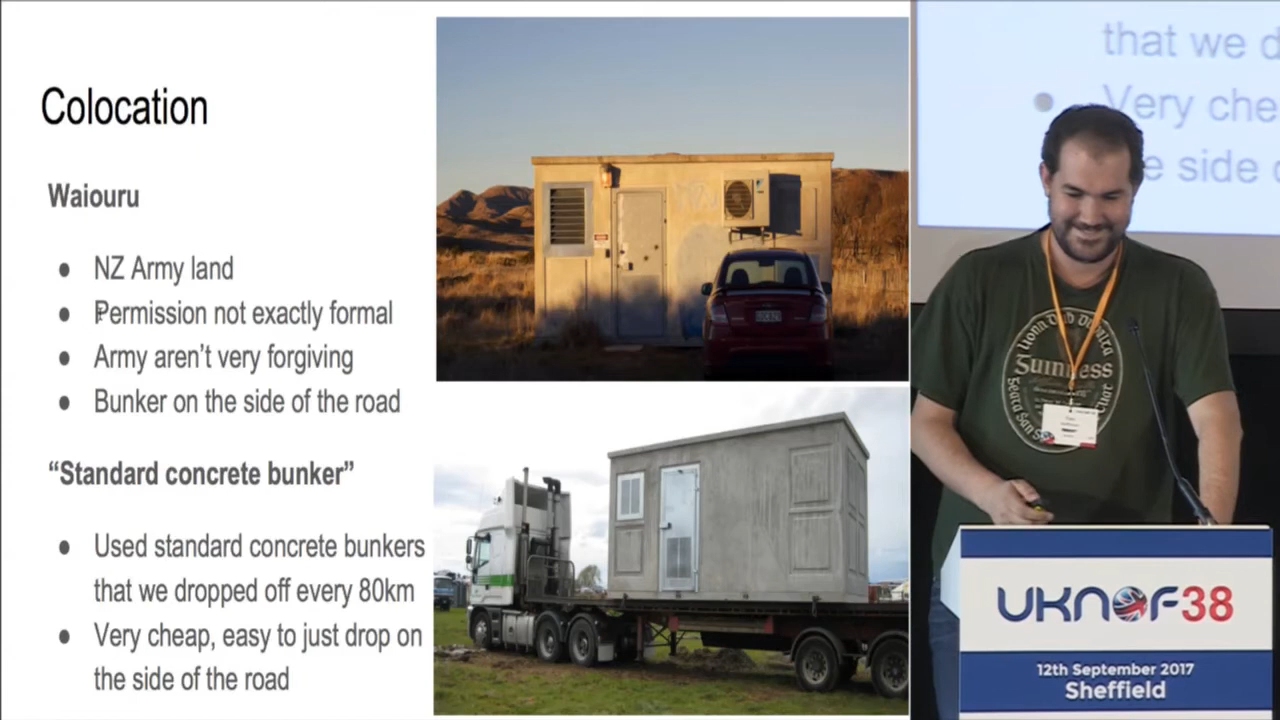 Colocation
Waiouru
● NZ Army land
● Permission not exactly formal
● Army aren't very forgiving
● Bunker on the side of the road
“Standard concrete bunker”
● Used standard concrete bunkers
that we dropped off every 80km
● Very cheap, easy to just drop on
the side of the road
that we d
● Very che
e side
GUINNESS
UKNOF38
12th September 2017
Sheffield